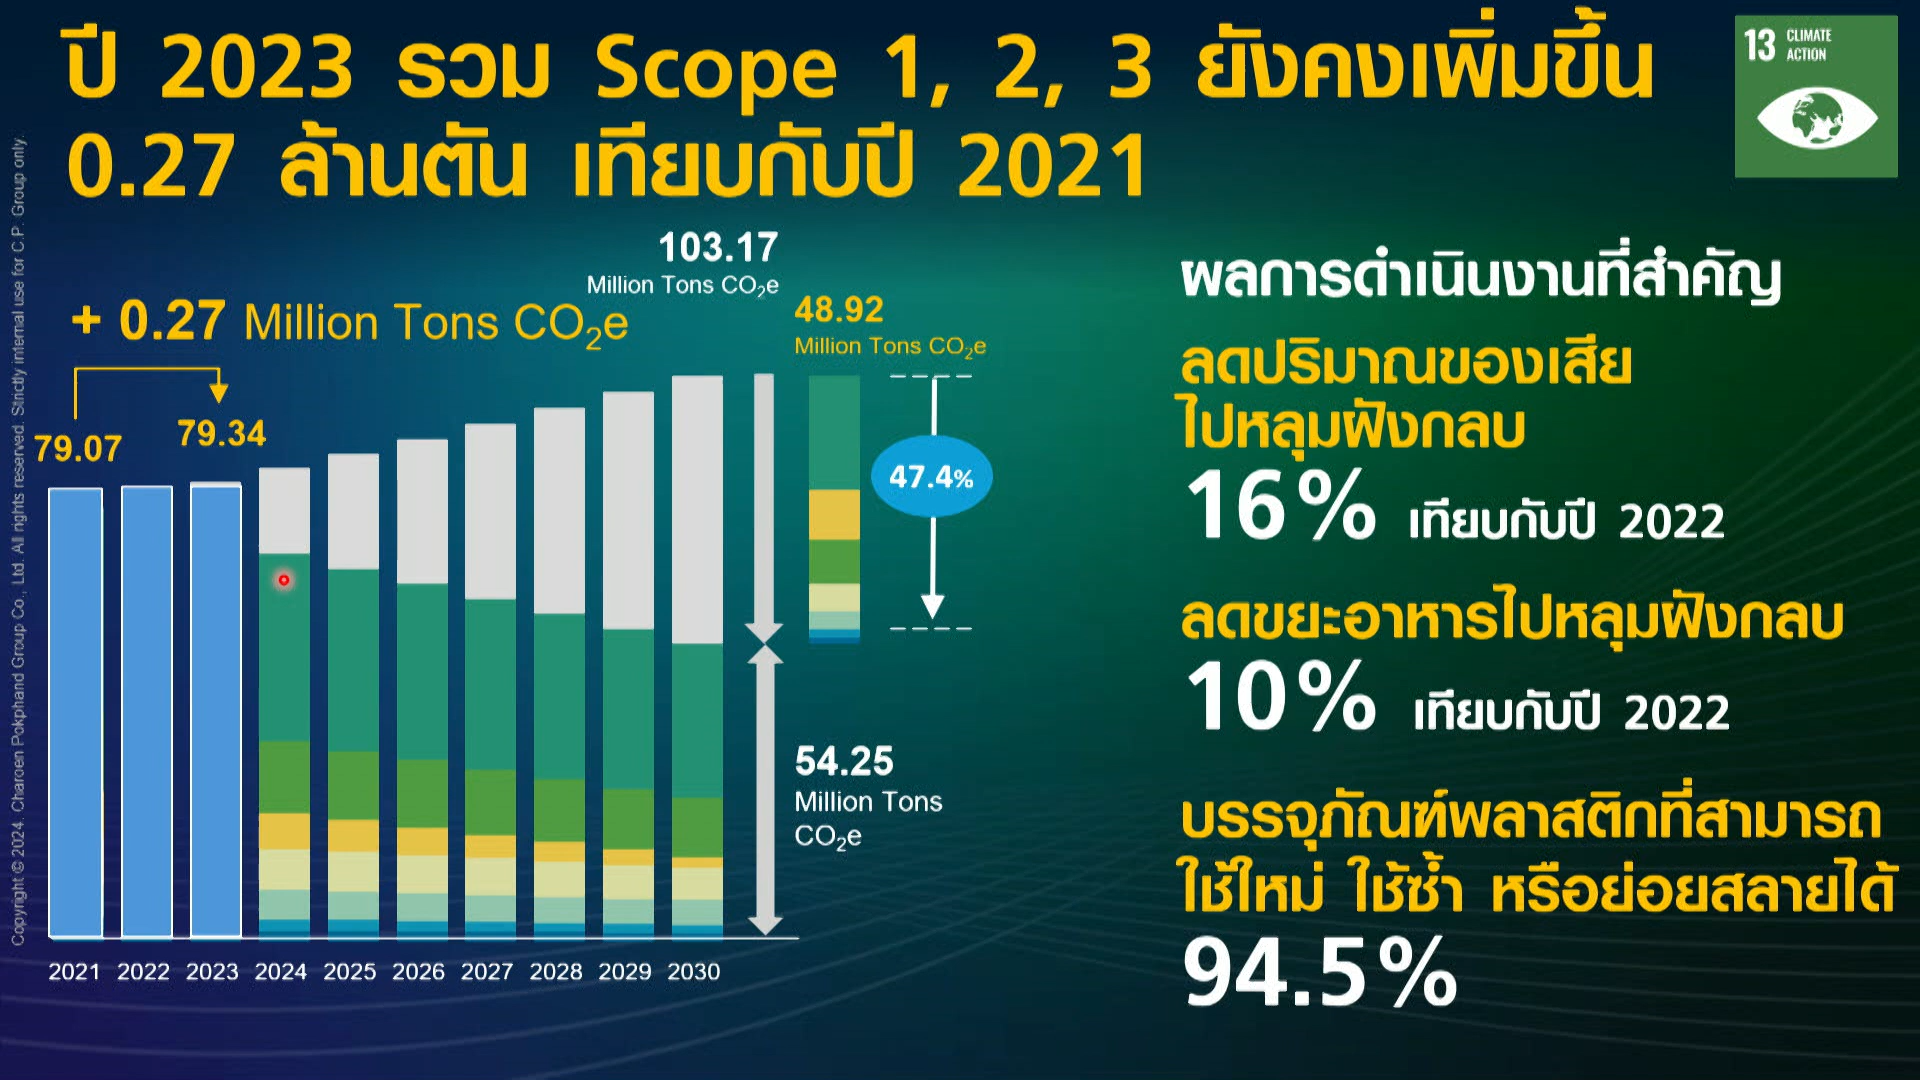 ปี 2023 รวม Scope 1, 2, 3 ยังคงเพิ่มขึ้น
0.27 ล้านตัน เทียบกับปี 2021
13 CLIMATE
ACTION
Copyright © 2024. Charoen Pokphand Group Co., Ltd. All rights reserved. Strictly internal use for C.P. Group only.
103.17
Million Tons CO₂e
+ 0.27 Million Tons CO₂e
48.92
Million Tons CO₂e
79.07
79.34
47.4%
54.25
Million Tons
CO₂e
2021 2022 2023 2024 2025 2026 2027 2028 2029 2030
ผลการดำเนินงานที่สำคัญ
ลดปริมาณของเสีย
ไปหลุมฝังกลบ
16% เทียบกับปี 2022
ลดขยะอาหารไปหลุมฝังกลบ
10% เทียบกับปี 2022
บรรจุภัณฑ์พลาสติกที่สามารถ
ใช้ใหม่ ใช้ซ้ำ หรือย่อยสลายได้
94.5%